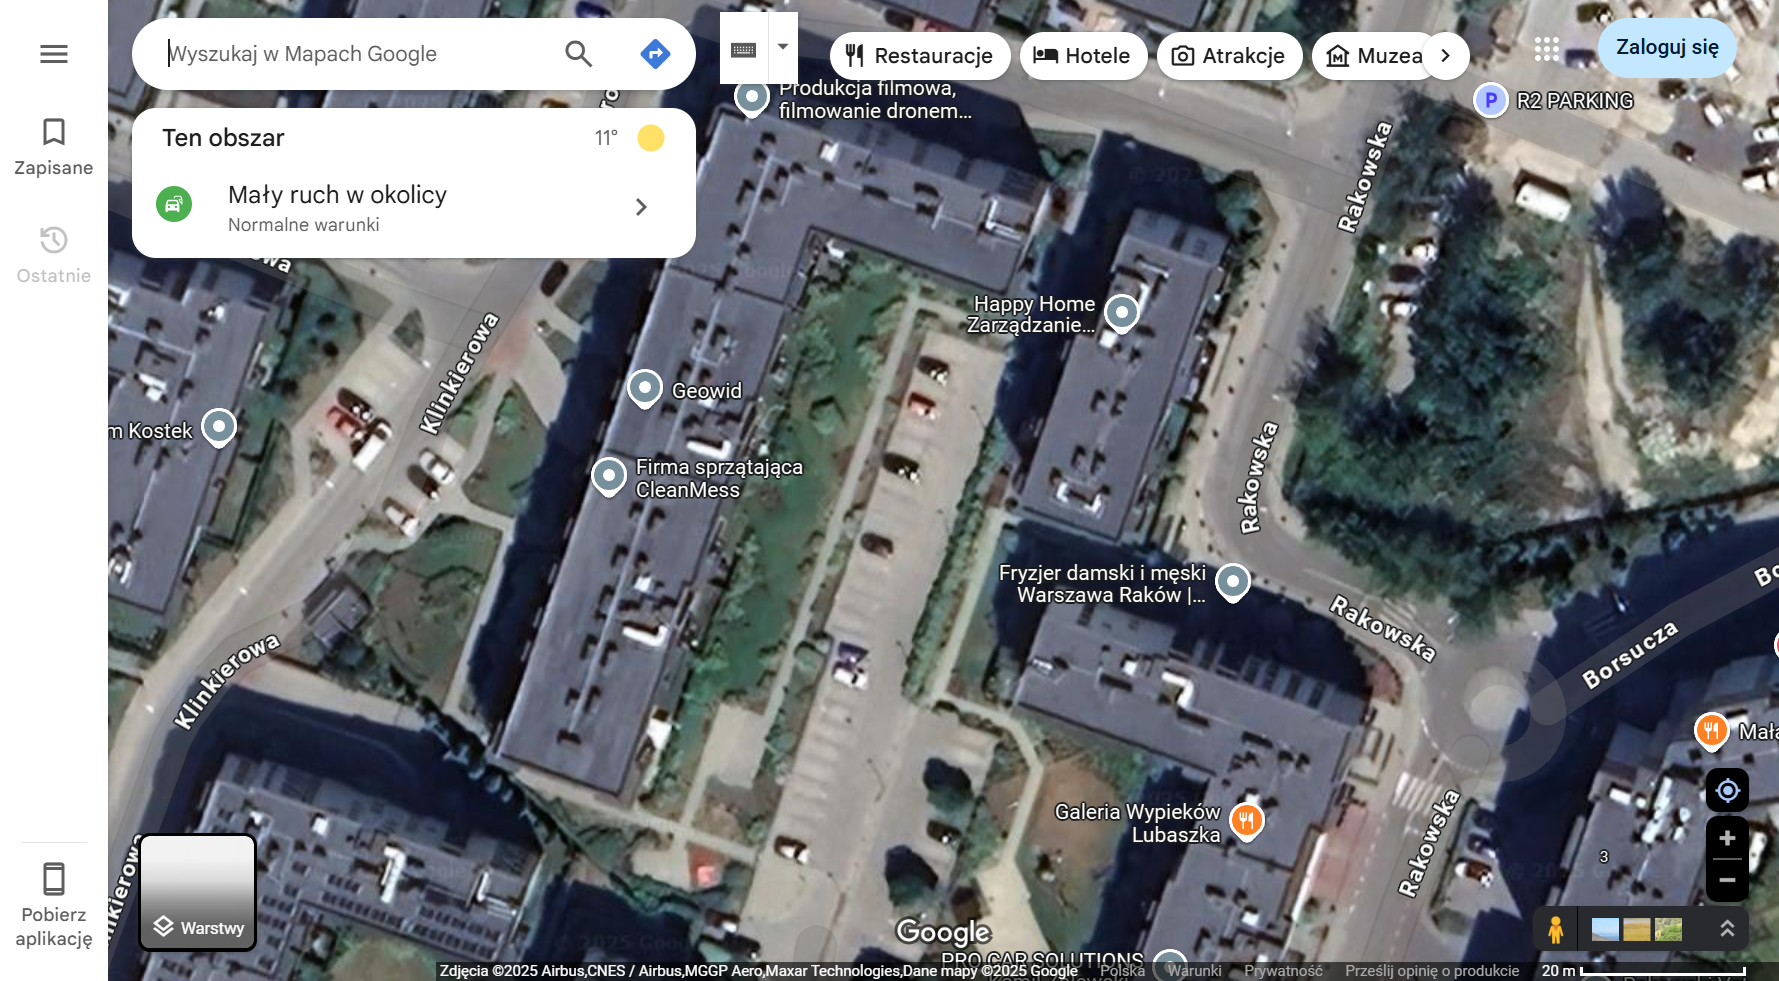 Wyszukaj w Mapach Google
Restauracje
Hotele
Atrakcje
Muzea
Zaloguj się
Zapisane
Ostatnie
Ten obszar
11°
Mały ruch w okolicy
Normalne warunki
Produkcja filmowa,
filmowanie dronem...
P
R2 PARKING
Rakowska
Klinkierowa
Happy Home
Zarządzanie...
Geowid
m Kostek
Firma sprzątająca
CleanMess
Rakowska
Fryzjer damski i męski
Warszawa Raków |...
Rakowska
Borsucza
Klinkierowa
Mała
Galeria Wypieków
Lubaszka
Rakowska
3
Pobierz
aplikację
Warstwy
Google
PRO CAR SOLUTIONS
Zdjęcia ©2025 Airbus,CNES / Airbus,MGGP Aero,Maxar Technologies,Dane mapy ©2025 Google
Polska
Warunki
Prywatność
Prześlij opinię o produkcie
20 m